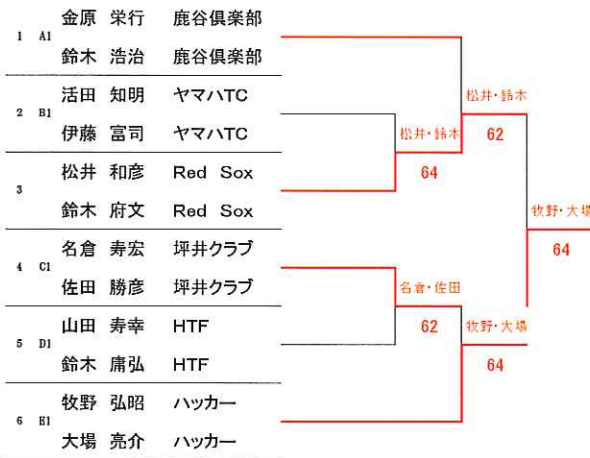 金原 栄行 鹿谷倶楽部
1 A1
鈴木 浩治 鹿谷倶楽部
活田 知明 ヤマハTC
2 B1
伊藤 富司 ヤマハTC
松井 和彦 Red Sox
3
鈴木 府文 Red Sox
名倉 寿宏 坪井クラブ
4 C1
佐田 勝彦 坪井クラブ
山田 寿幸 HTF
5 D1
鈴木 庸弘 HTF
牧野 弘昭 ハッカー
6 E1
大場 亮介 ハッカー
松井・鈴木
64
名倉・佐田
62
松井・鈴木
62
牧野・大場
64
牧野・大場
64